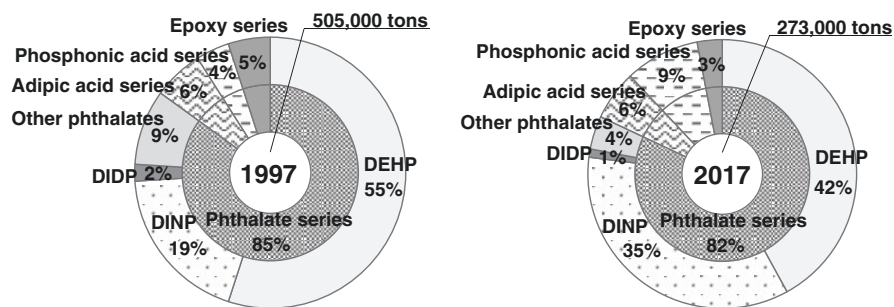 Epoxy series
505,000 tons
Phosphonic acid series
4%
5%
Adipic acid series
6%
Other phthalates
9%
DIDP
2%
1997
DEHP
55%
DINP
19%
Phthalate series
85%
Epoxy series
273,000 tons
Phosphonic acid series
9%
3%
Adipic acid series
6%
Other phthalates
4%
DIDP
1%
2017
DEHP
42%
DINP
35%
Phthalate series
82%